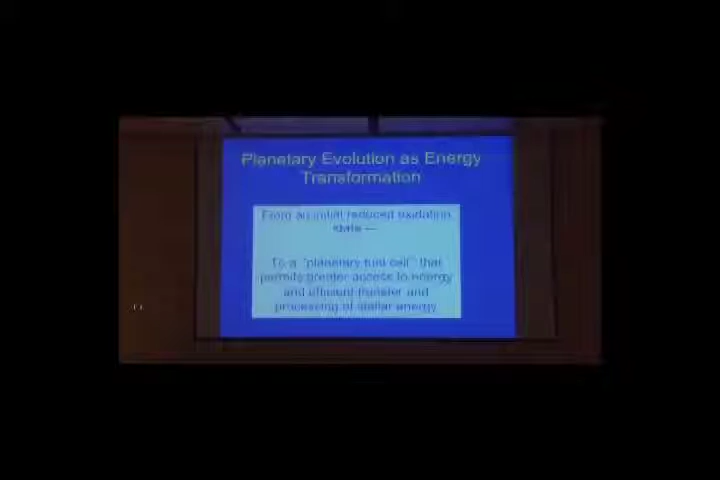 Planetary Evolution as Energy
Transformation
From an initial reduced oxidation
state —
To a "planetary fuel cell" that
permits greater access to energy
and efficient transfer and
processing of stellar energy